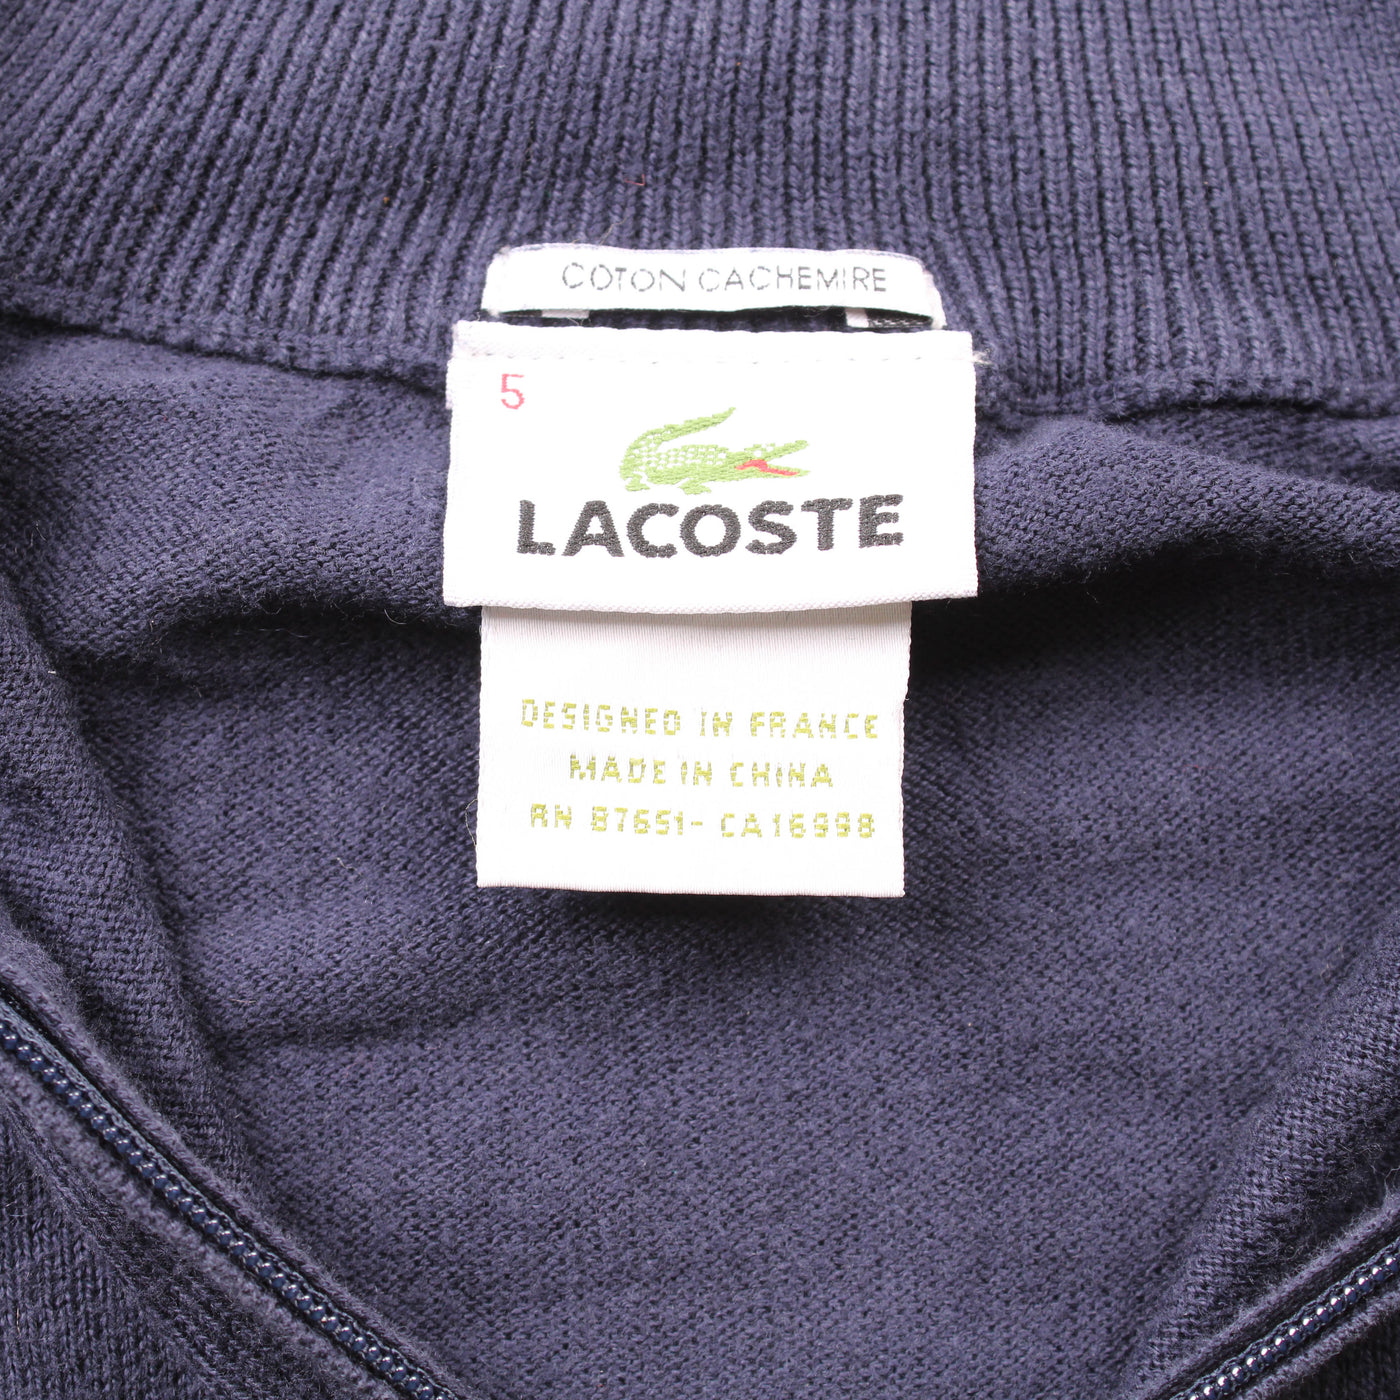 COTON CACHEMIRE
5
LACOSTE
DESIGNED IN FRANCE
MADE IN CHINA
RN 87651- CA16998